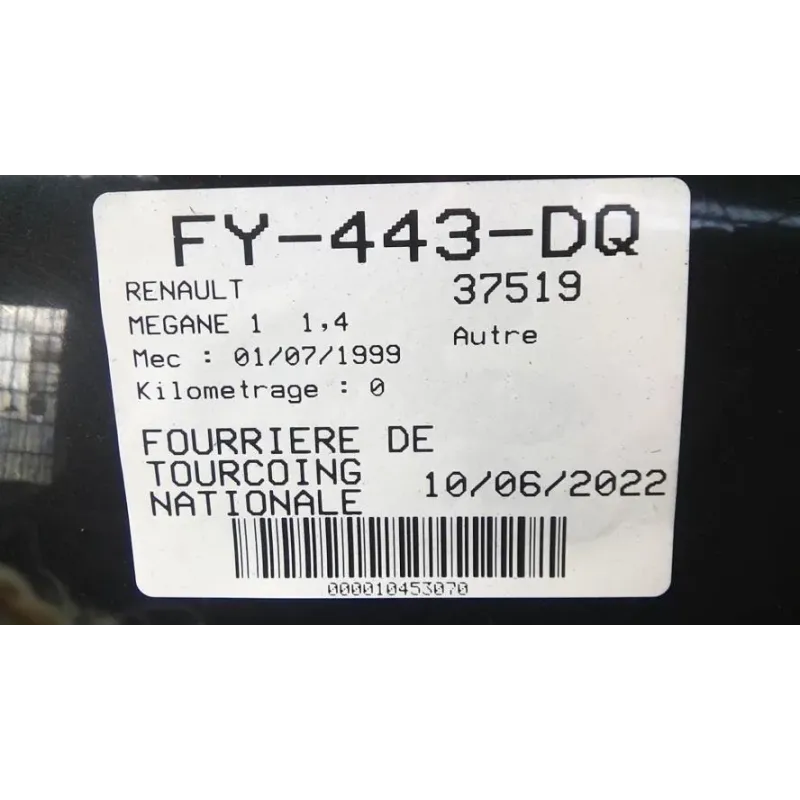 FY-443-DQ
RENAULT 37519
MEGANE 1 1,4
Autre
Mec : 01/07/1999
Kilometrage : 0
FOURRIERE DE
TOURCOING 10/06/2022
NATIONALE
000010453070